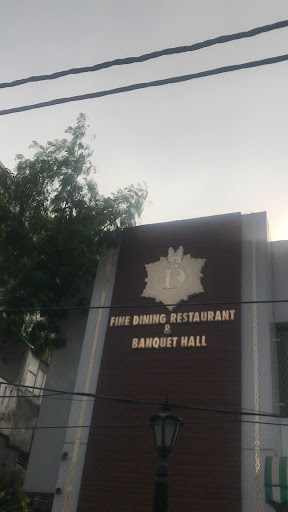 D
FINE DINING RESTAURANT
&
BANQUET HALL